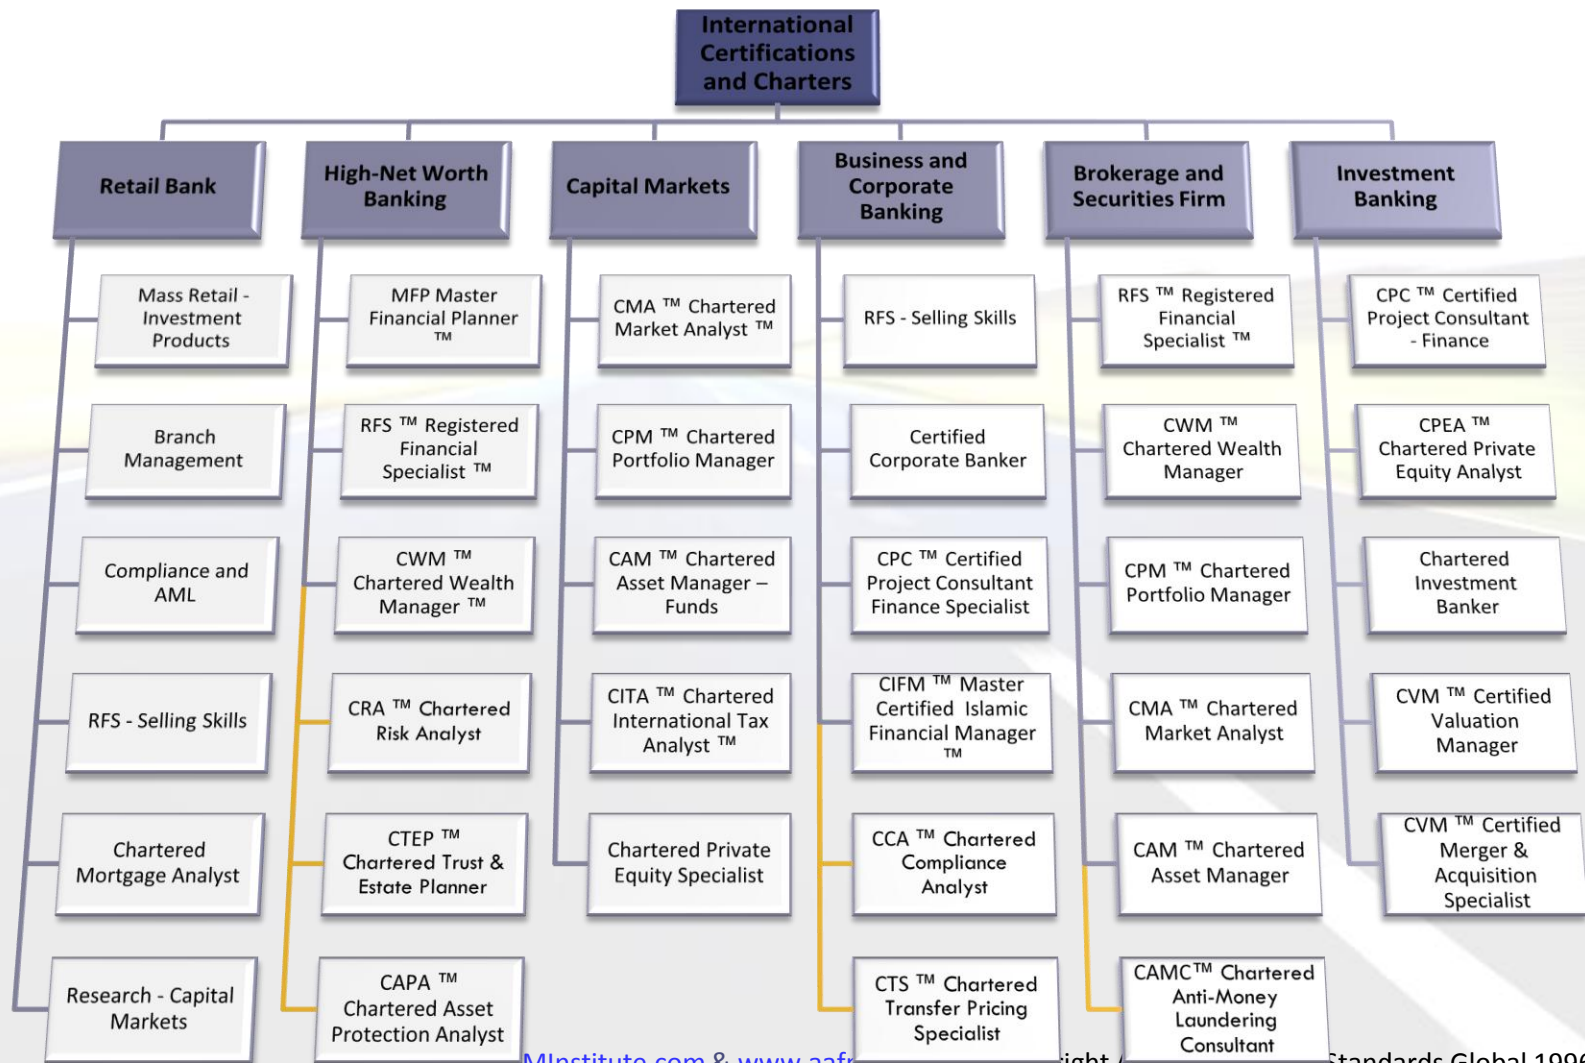 International
Certifications
and Charters
Retail Bank
High-Net Worth
Banking
Capital Markets
Business and
Corporate
Banking
Brokerage and
Securities Firm
Investment
Banking
Mass Retail -
Investment
Products
Branch
Management
Compliance and
AML
RFS - Selling Skills
Chartered
Mortgage Analyst
Research - Capital
Markets
MFP Master
Financial Planner
™
RFS ™ Registered
Financial
Specialist ™
CWM ™
Chartered Wealth
Manager ™
CRA ™ Chartered
Risk Analyst
CTEP ™
Chartered Trust &
Estate Planner
CAPA ™
Chartered Asset
Protection Analyst
CMA ™ Chartered
Market Analyst ™
CPM ™ Chartered
Portfolio Manager
CAM ™ Chartered
Asset Manager –
Funds
CITA ™ Chartered
International Tax
Analyst ™
Chartered Private
Equity Specialist
RFS - Selling Skills
Certified
Corporate Banker
CPC ™ Certified
Project Consultant
Finance Specialist
CIFM ™ Master
Certified Islamic
Financial Manager
™
CCA ™ Chartered
Compliance
Analyst
CTS ™ Chartered
Transfer Pricing
Specialist
RFS ™ Registered
Financial
Specialist ™
CWM ™
Chartered Wealth
Manager
CPM ™ Chartered
Portfolio Manager
CMA ™ Chartered
Market Analyst
CAM ™ Chartered
Asset Manager
CAMC™ Chartered
Anti-Money
Laundering
Consultant
CPC ™ Certified
Project Consultant
- Finance
CPEA ™
Chartered Private
Equity Analyst
Chartered
Investment
Banker
CVM ™ Certified
Valuation
Manager
CVM ™ Certified
Merger &
Acquisition
Specialist
MInstitute.com & www.aaf Standards Global 1996